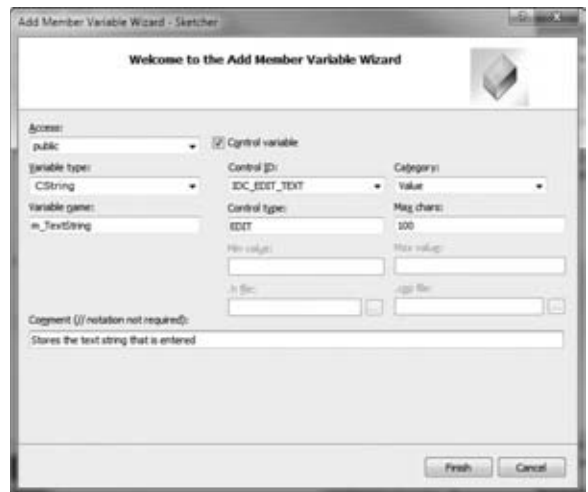 Add Member Variable Wizard - Sketcher
Welcome to the Add Member Variable Wizard
Access:
public
Control variable
Variable type:
Control ID:
Category:
CString
IDC_EDIT_TEXT
Value
Variable name:
Control type:
Max chars:
m_TextString
EDIT
100
Min value:
Max value:
.h file:
.cpp file:
...
...
Comment (// notation not required):
Stores the text string that is entered
Finish
Cancel